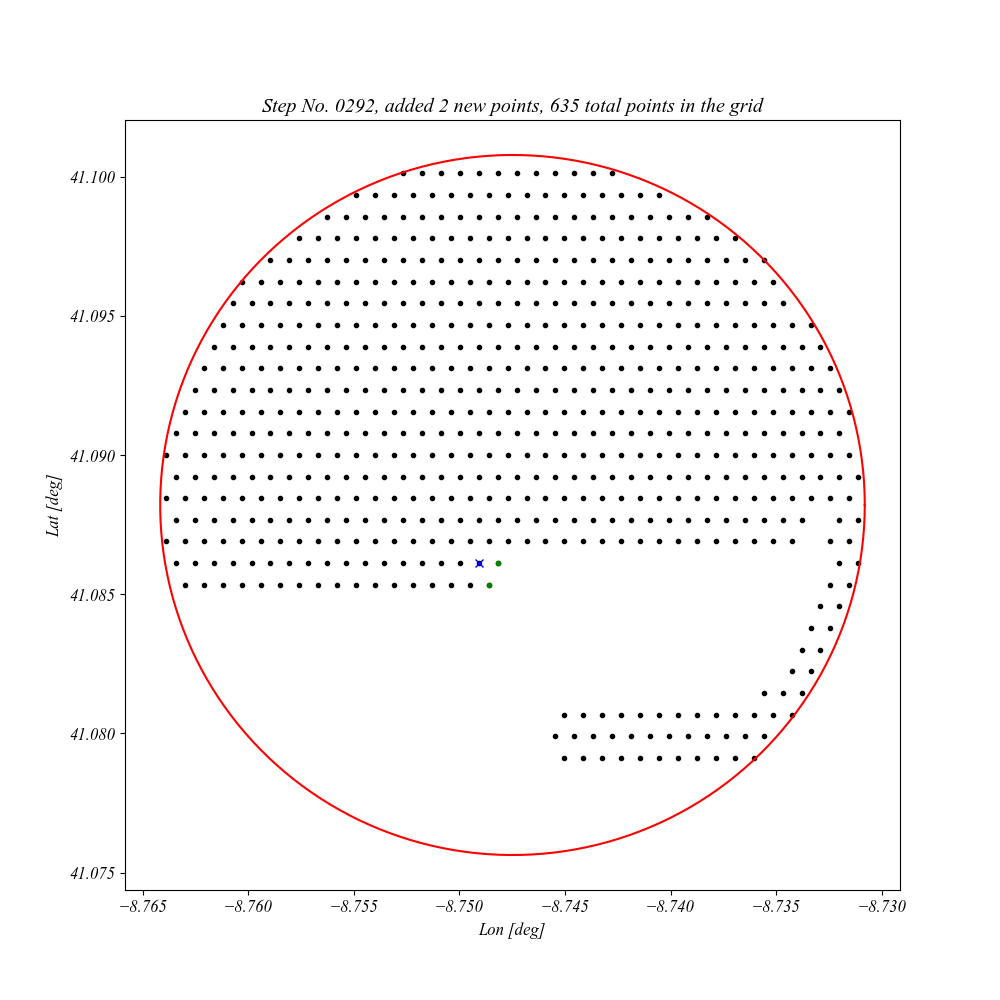 Step No. 0292, added 2 new points, 635 total points in the grid
41.100
41.095
41.090
41.085
41.080
41.075
Lat [deg]
−8.765 −8.760 −8.755 −8.750 −8.745 −8.740 −8.735 −8.730
Lon [deg]